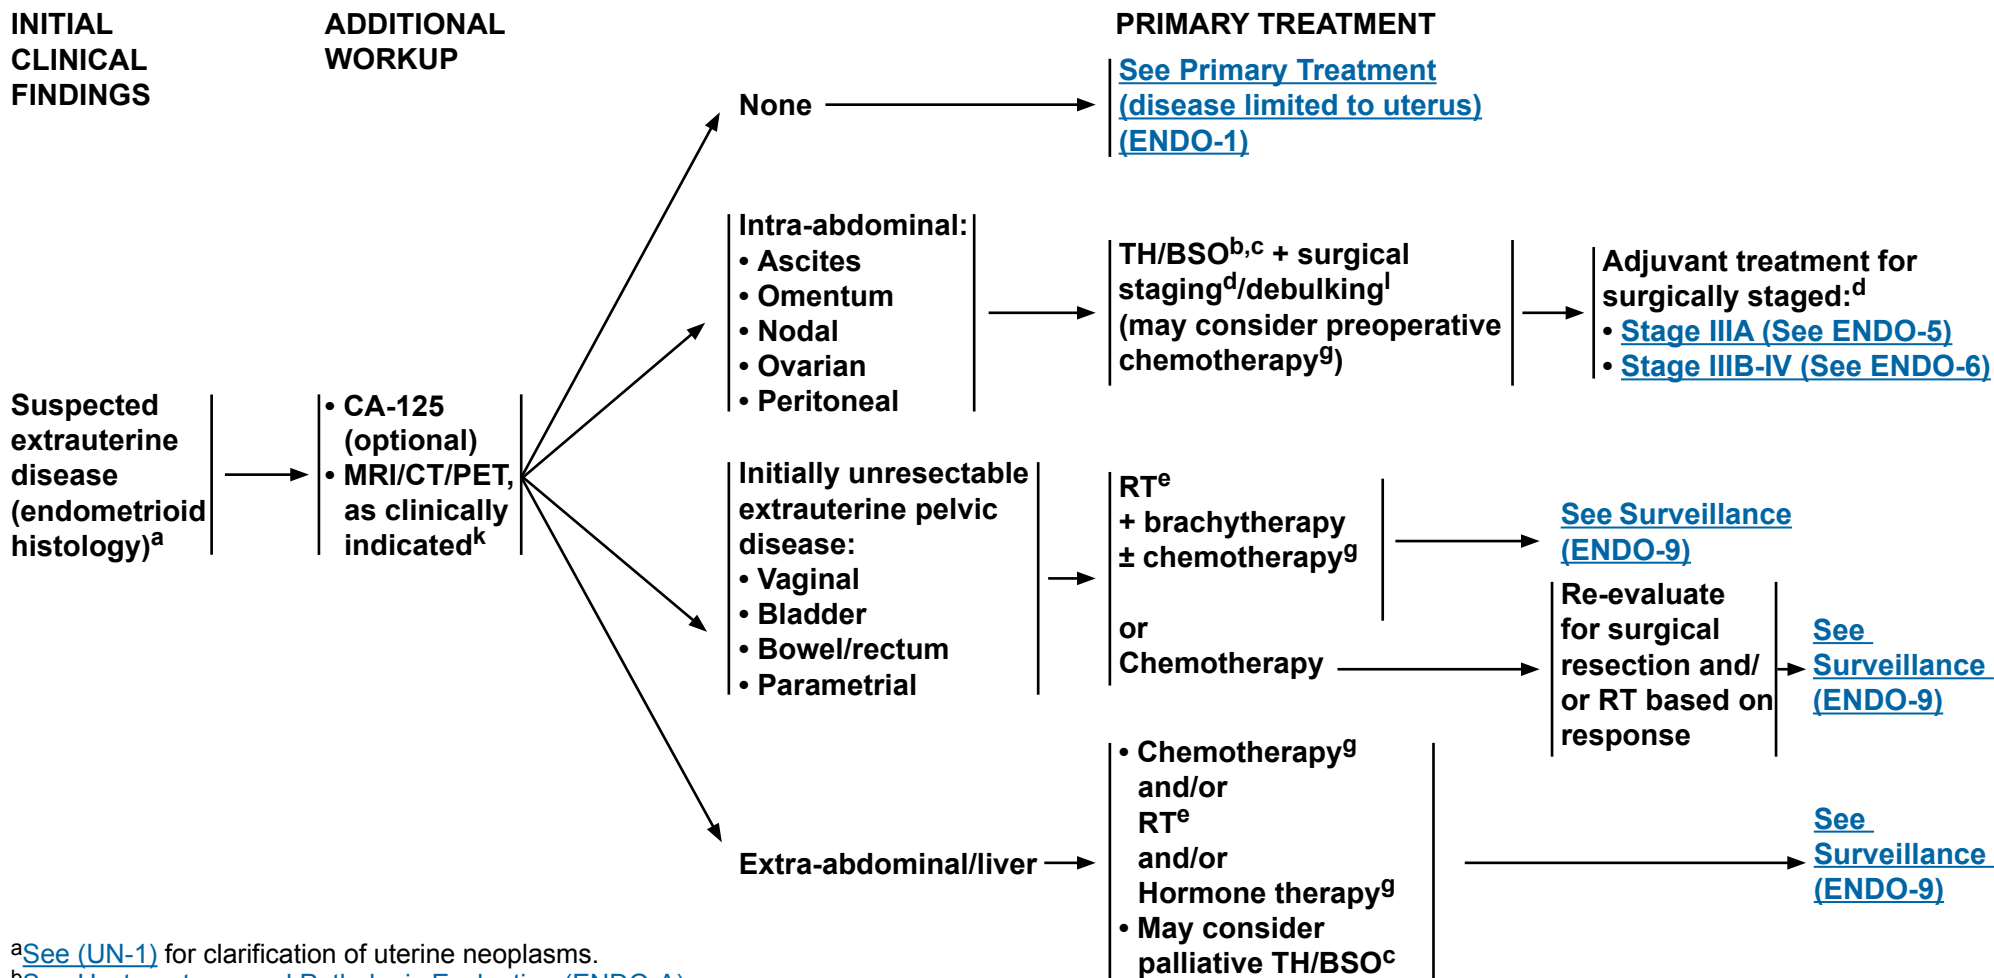 INITIAL
CLINICAL
FINDINGS
ADDITIONAL
WORKUP
PRIMARY TREATMENT
Suspected
extrauterine
disease
(endometrioid
histology)a
• CA-125
(optional)
• MRI/CT/PET,
as clinically
indicatedk
None
See Primary Treatment
(disease limited to uterus)
(ENDO-1)
Intra-abdominal:
• Ascites
• Omentum
• Nodal
• Ovarian
• Peritoneal
TH/BSOb,c + surgical
stagingd/debulkingl
(may consider preoperative
chemotherapyg)
Adjuvant treatment for
surgically staged:d
• Stage IIIA (See ENDO-5)
• Stage IIIB-IV (See ENDO-6)
Initially unresectable
extrauterine pelvic
disease:
• Vaginal
• Bladder
• Bowel/rectum
• Parametrial
RTe
+ brachytherapy
± chemotherapyg
See Surveillance
(ENDO-9)
or
Chemotherapy
Re-evaluate
for surgical
resection and/
or RT based on
response
See
Surveillance
(ENDO-9)
Extra-abdominal/liver
• Chemotherapyg
and/or
RTe
and/or
Hormone therapyg
• May consider
palliative TH/BSOc
See
Surveillance
(ENDO-9)
aSee (UN-1) for clarification of uterine neoplasms.